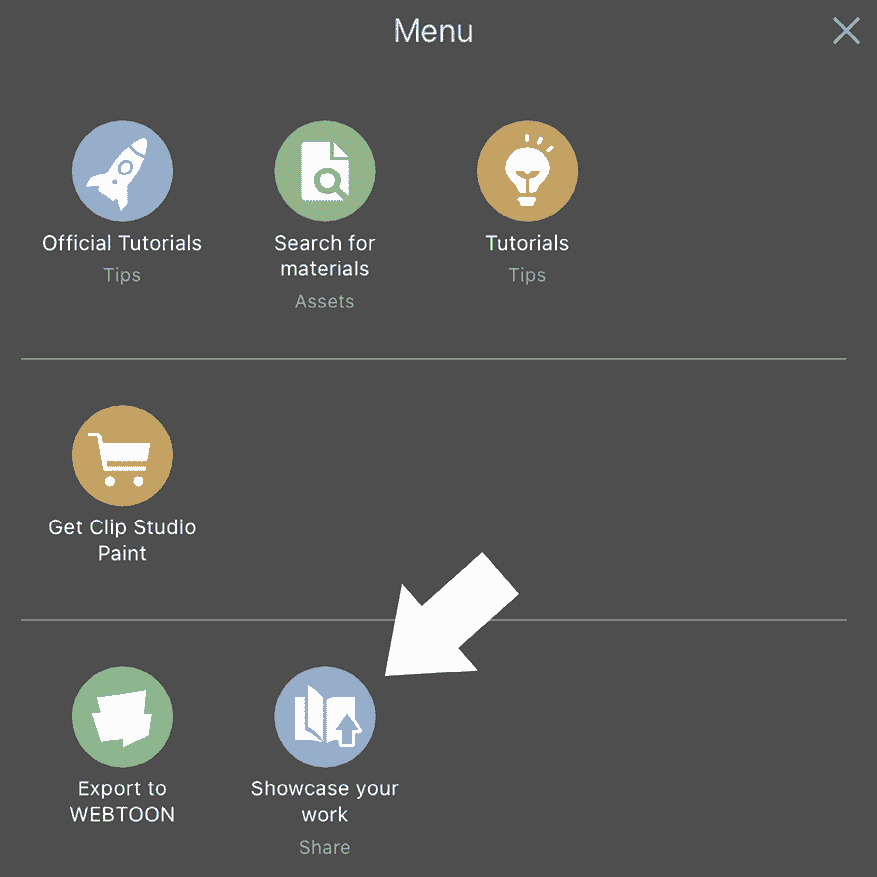 Menu
Official Tutorials
Tips
Search for
materials
Assets
Tutorials
Tips
Get Clip Studio
Paint
Export to
WEBTOON
Showcase your
work
Share